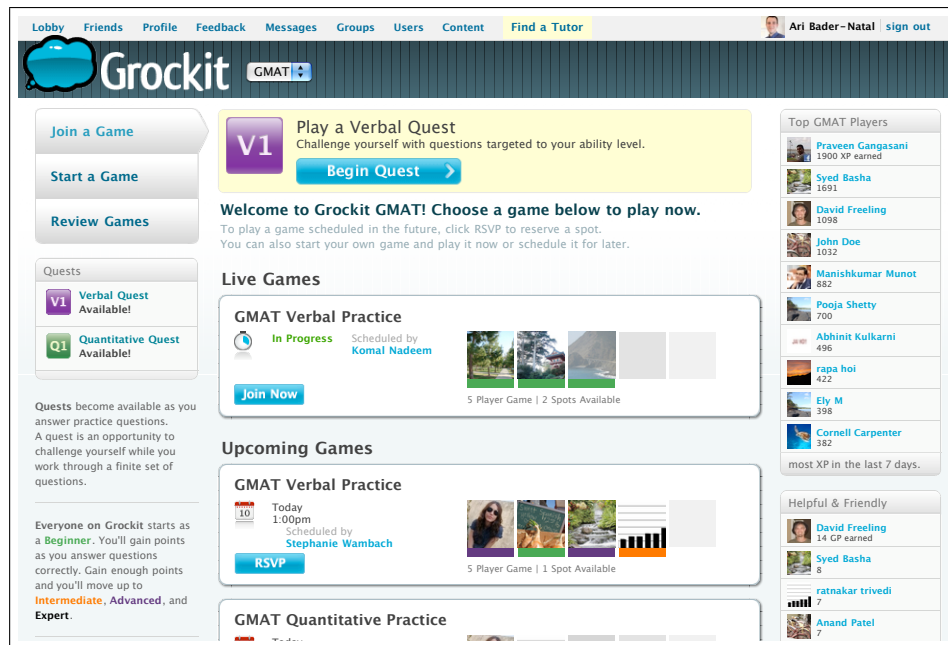 Lobby Friends Profile Feedback Messages Groups Users Content Find a Tutor Ari Bader-Natal sign out
Grockit GMAT
Join a Game
Start a Game
Review Games
Quests
V1 Verbal Quest
Available!
Q1 Quantitative Quest
Available!
Quests become available as you
answer practice questions.
A quest is an opportunity to
challenge yourself while you
work through a finite set of
questions.
Everyone on Grockit starts as
a Beginner. You'll gain points
as you answer questions
correctly. Gain enough points
and you'll move up to
Intermediate, Advanced, and
Expert.
V1 Play a Verbal Quest
Challenge yourself with questions targeted to your ability level.
Begin Quest
Welcome to Grockit GMAT! Choose a game below to play now.
To play a game scheduled in the future, click RSVP to reserve a spot.
You can also start your own game and play it now or schedule it for later.
Live Games
GMAT Verbal Practice
In Progress Scheduled by
Komal Nadeem
Join Now
5 Player Game | 2 Spots Available
Upcoming Games
GMAT Verbal Practice
10 Today
1:00pm
Scheduled by
Stephanie Wambach
RSVP
5 Player Game | 1 Spot Available
GMAT Quantitative Practice
Today
Top GMAT Players
Praveen Gangasani
1900 XP earned
Syed Basha
1691
David Freeling
1098
John Doe
1032
Manishkumar Munot
882
Pooja Shetty
700
Abhinit Kulkarni
496
rapa hoi
422
Ely M
398
Cornell Carpenter
382
most XP in the last 7 days.
Helpful & Friendly
David Freeling
14 GP earned
Syed Basha
8
ratnakar trivedi
7
Anand Patel
7